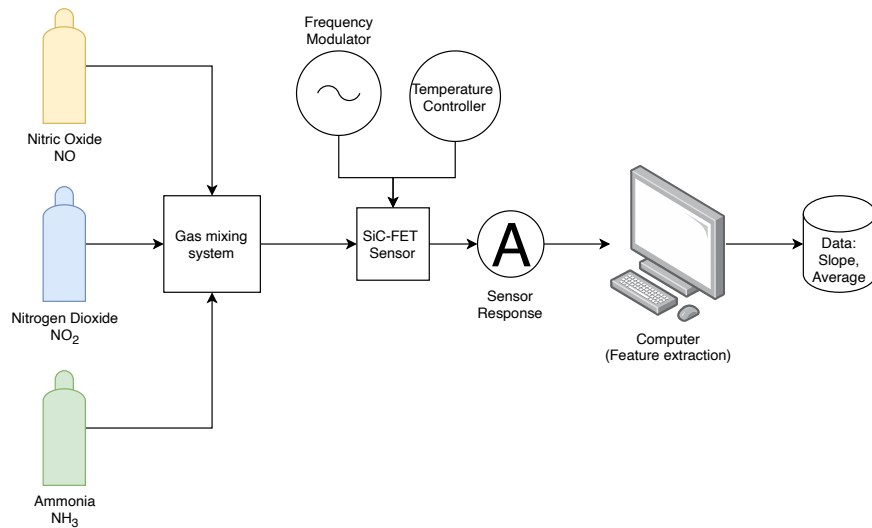 Frequency
Modulator
Temperature
Controller
Nitric Oxide
NO
Gas mixing
system
SiC-FET
Sensor
A
Data:
Slope,
Average
Sensor
Response
Nitrogen Dioxide
NO2
Computer
(Feature extraction)
Ammonia
NH3